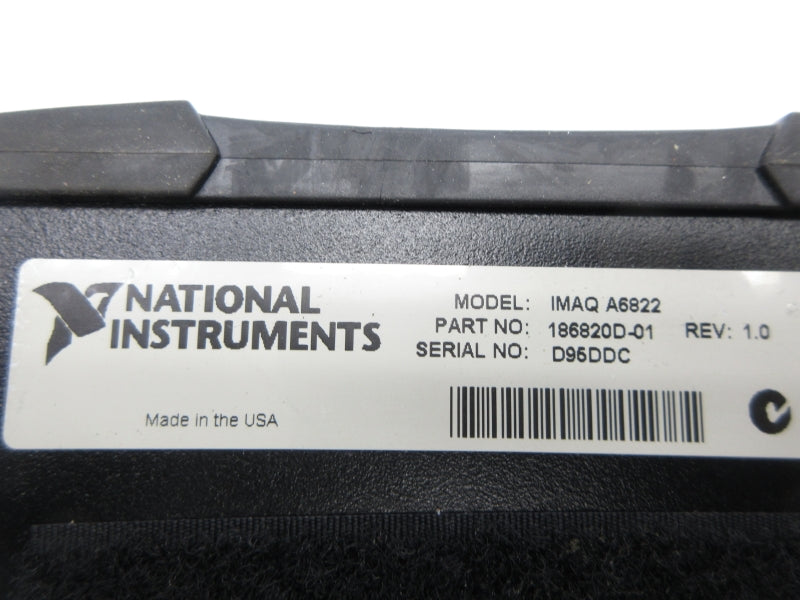 NATIONAL
INSTRUMENTS
MODEL: IMAQ A6822
PART NO: 186820D-01 REV: 1.0
SERIAL NO: D95DDC
Made in the USA